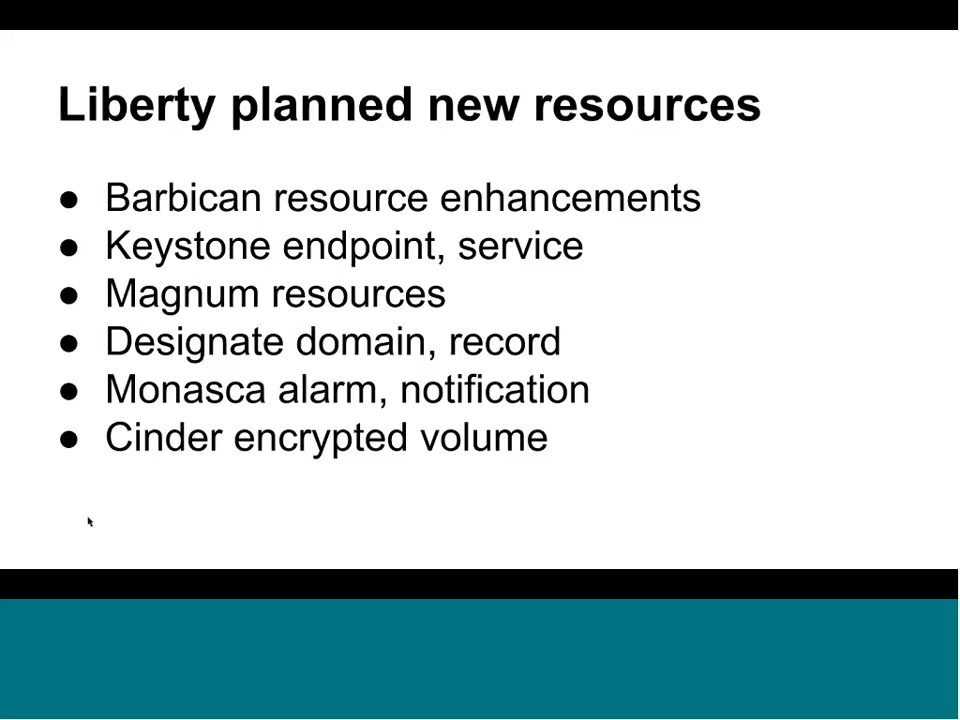 Liberty planned new resources
● Barbican resource enhancements
● Keystone endpoint, service
● Magnum resources
● Designate domain, record
● Monasca alarm, notification
● Cinder encrypted volume